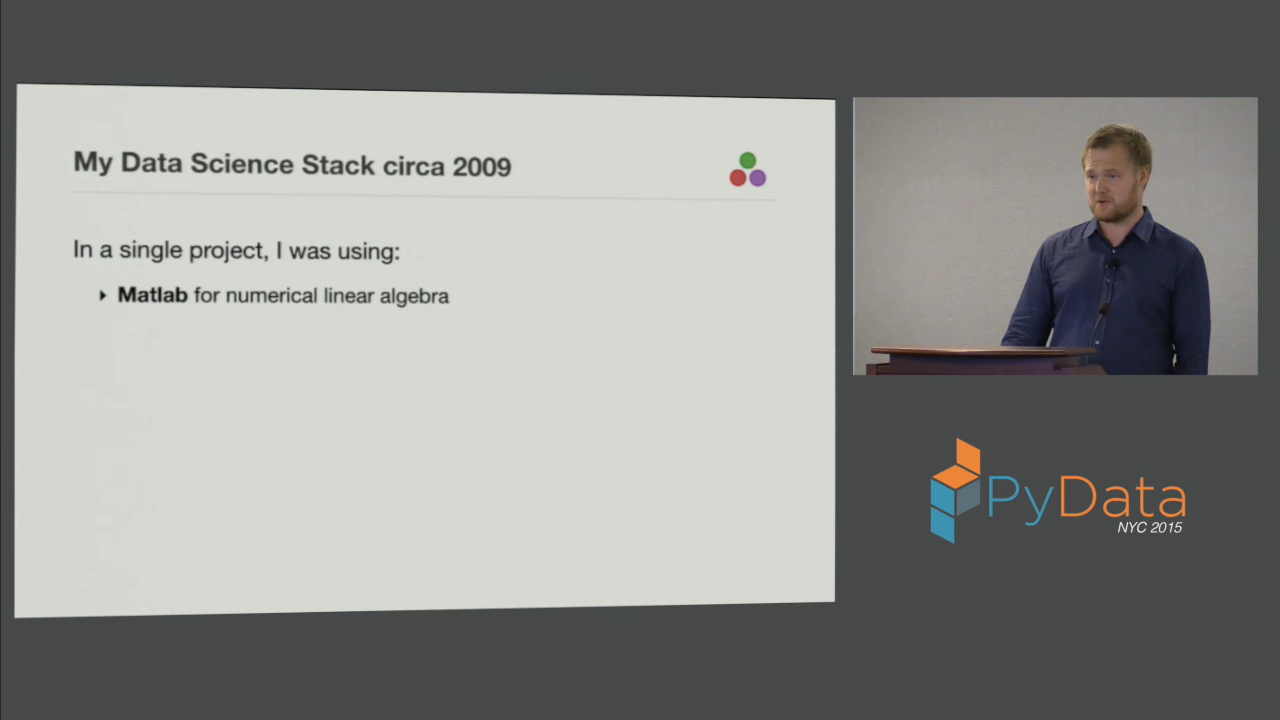 My Data Science Stack circa 2009
In a single project, I was using:
Matlab for numerical linear algebra
PyData
NYC 2015